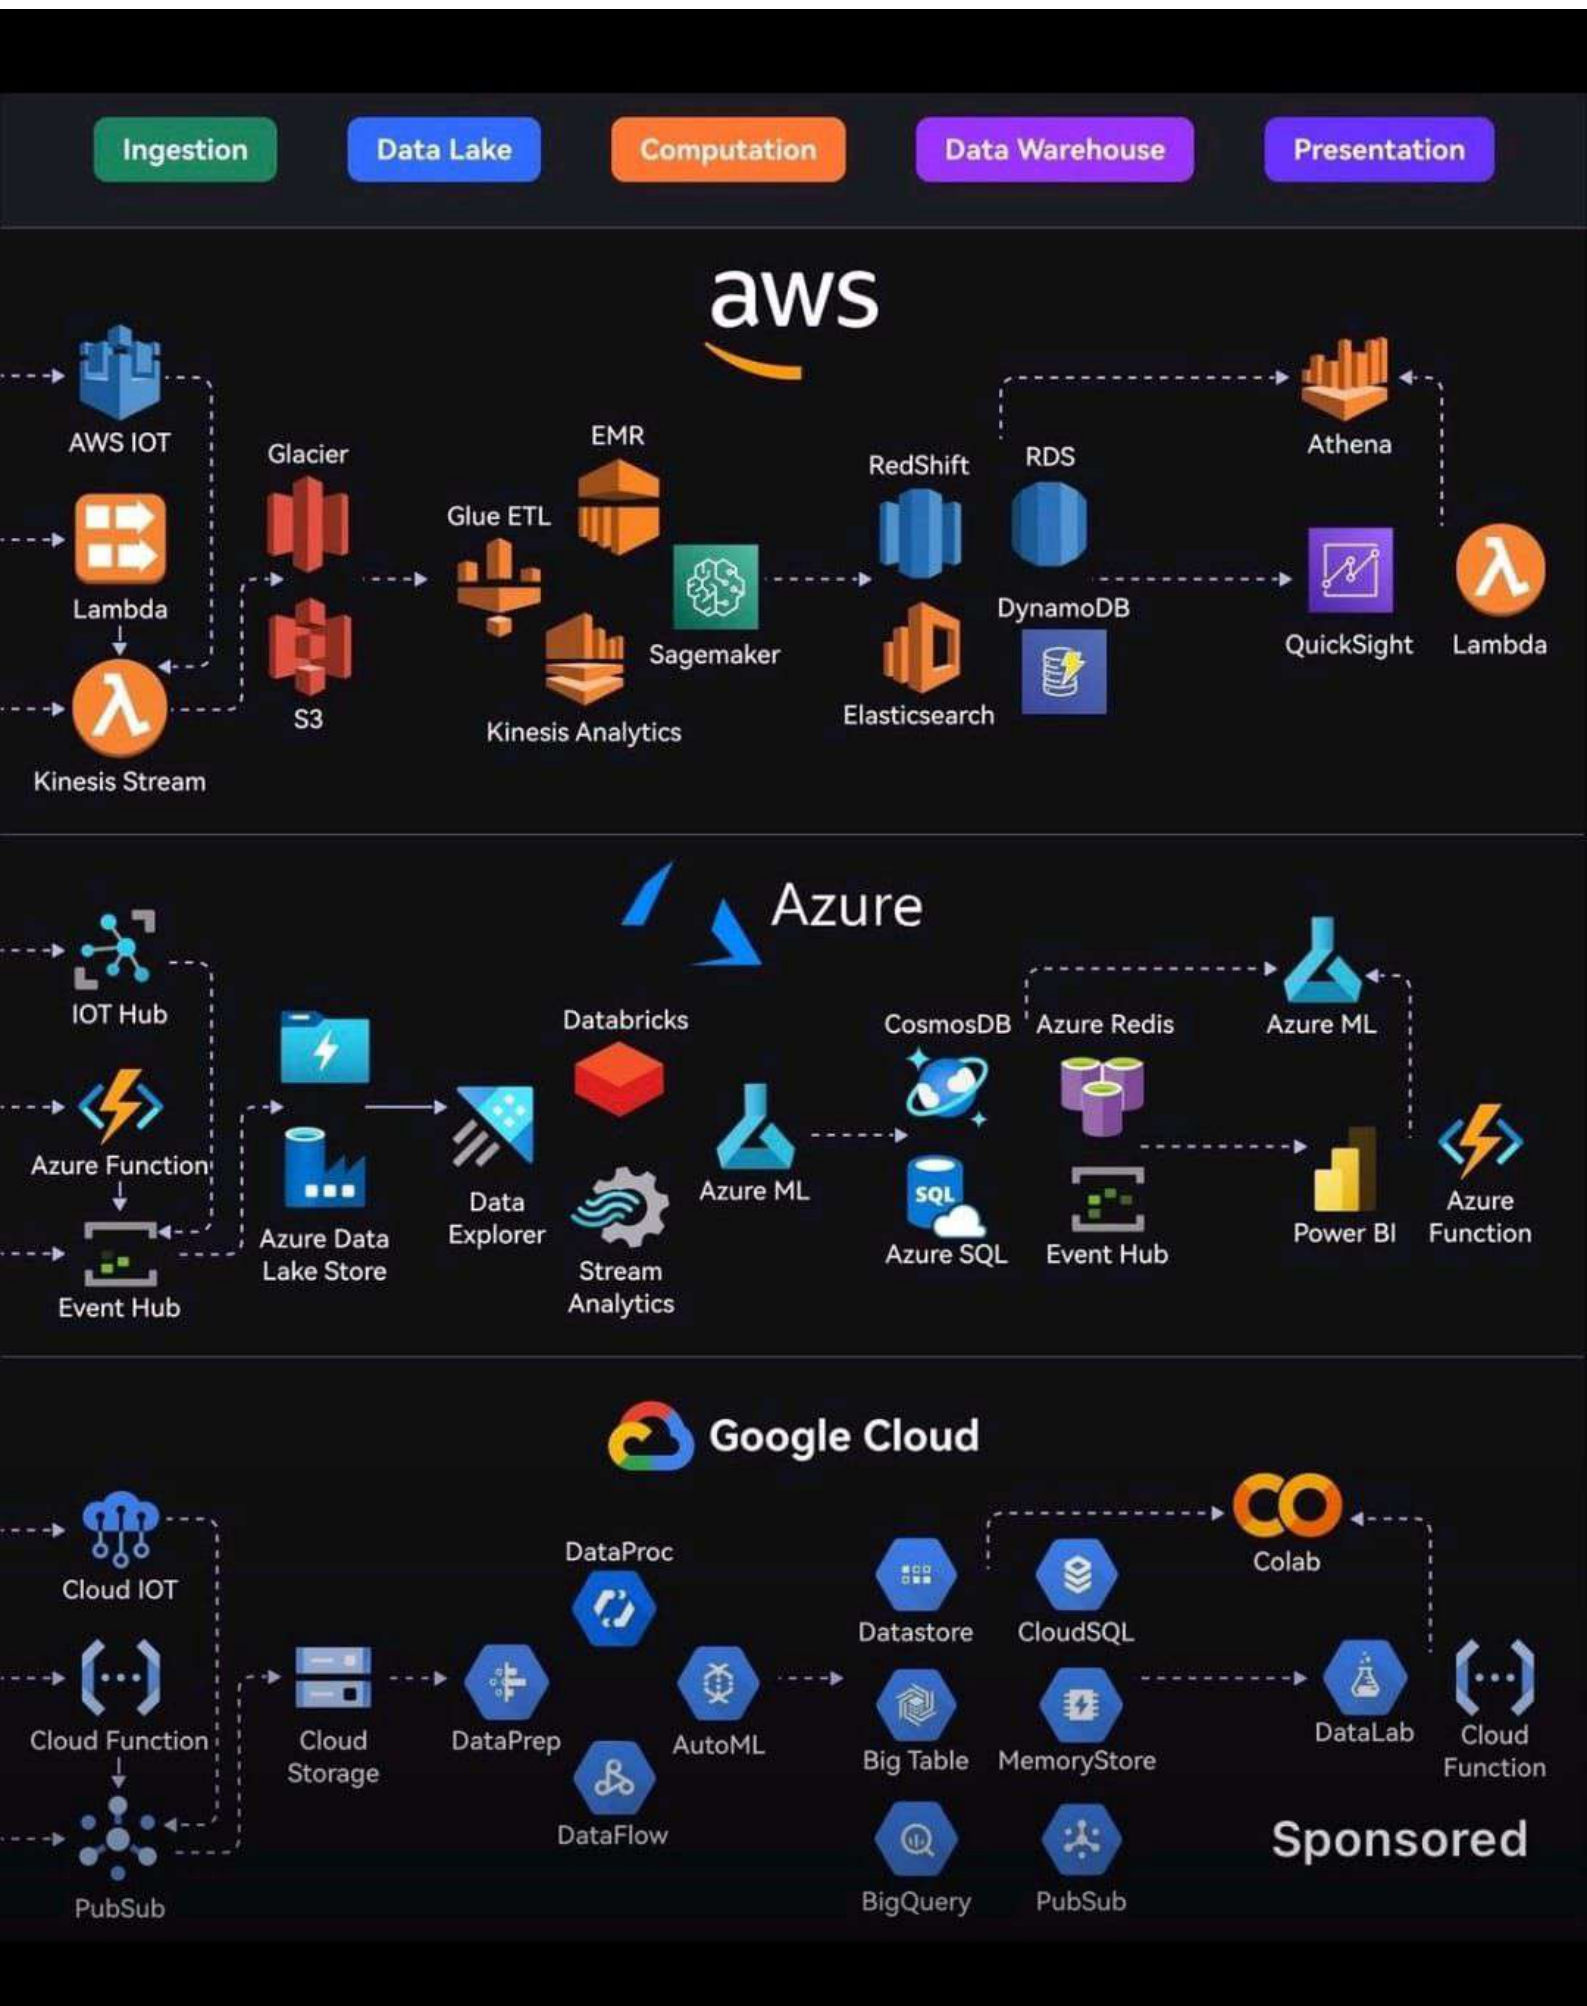 Ingestion
Data Lake
Computation
Data Warehouse
Presentation
aws
AWS IOT
Lambda
Kinesis Stream
Glacier
S3
Glue ETL
EMR
Kinesis Analytics
Sagemaker
RedShift
RDS
DynamoDB
Elasticsearch
Athena
QuickSight
Lambda
Azure
IOT Hub
Azure Function
Event Hub
Azure Data
Lake Store
Data
Explorer
Databricks
Stream
Analytics
Azure ML
CosmosDB
Azure Redis
SQL
Azure SQL
Event Hub
Azure ML
Power BI
Azure
Function
Google Cloud
Cloud IOT
Cloud Function
PubSub
Cloud
Storage
DataPrep
DataProc
DataFlow
AutoML
Datastore
CloudSQL
Big Table
MemoryStore
BigQuery
PubSub
Colab
DataLab
Cloud
Function
Sponsored